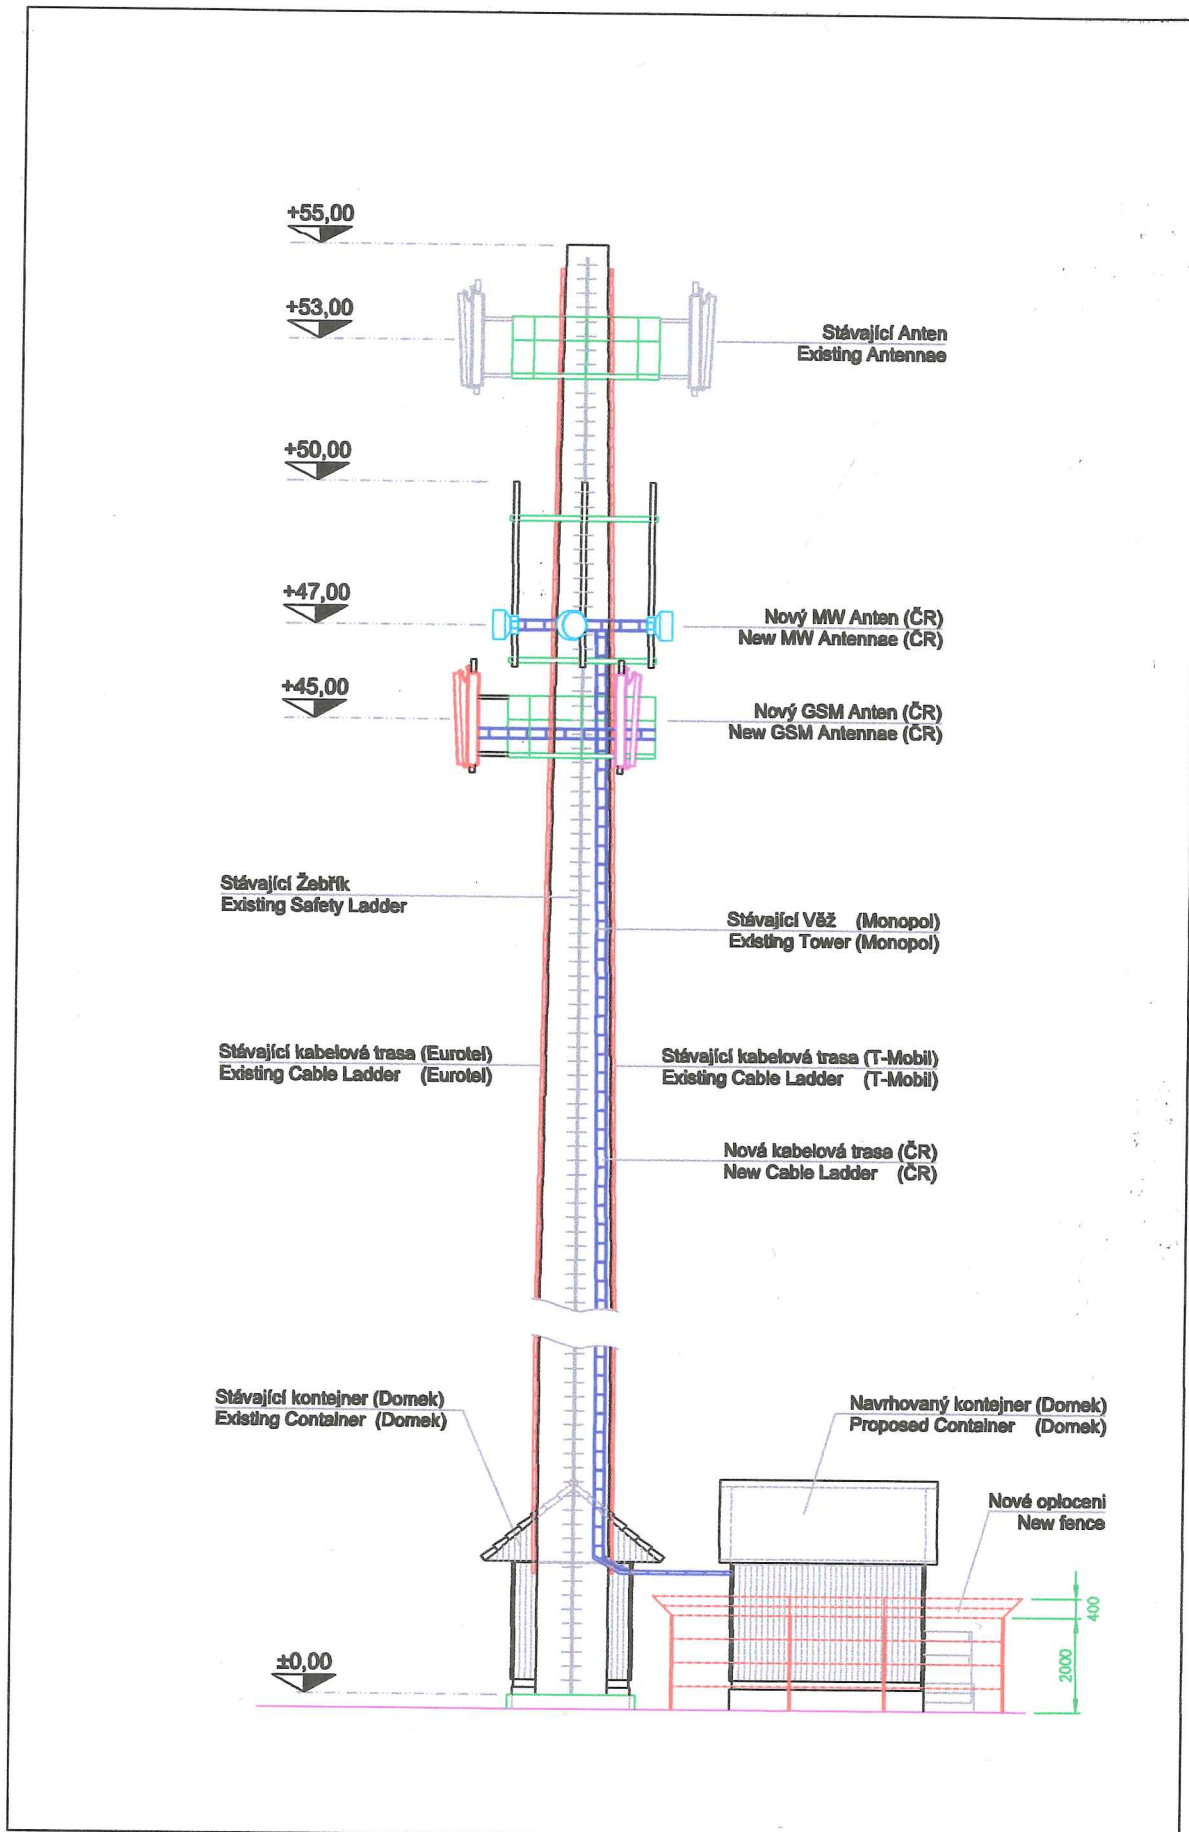 +55,00
+53,00
Stávající Anten
Existing Antennae
+50,00
+47,00
Nový MW Anten (ČR)
New MW Antennae (ČR)
+45,00
Nový GSM Anten (ČR)
New GSM Antennae (ČR)
Stávající Žebřík
Existing Safety Ladder
Stávající Věž (Monopol)
Existing Tower (Monopol)
Stávající kabelová trasa (Eurotel)
Existing Cable Ladder (Eurotel)
Stávající kabelová trasa (T-Mobil)
Existing Cable Ladder (T-Mobil)
Nová kabelová trasa (ČR)
New Cable Ladder (ČR)
Stávající kontejner (Domek)
Existing Container (Domek)
Navrhovaný kontejner (Domek)
Proposed Container (Domek)
Nové oploceni
New fence
400
2000
±0,00